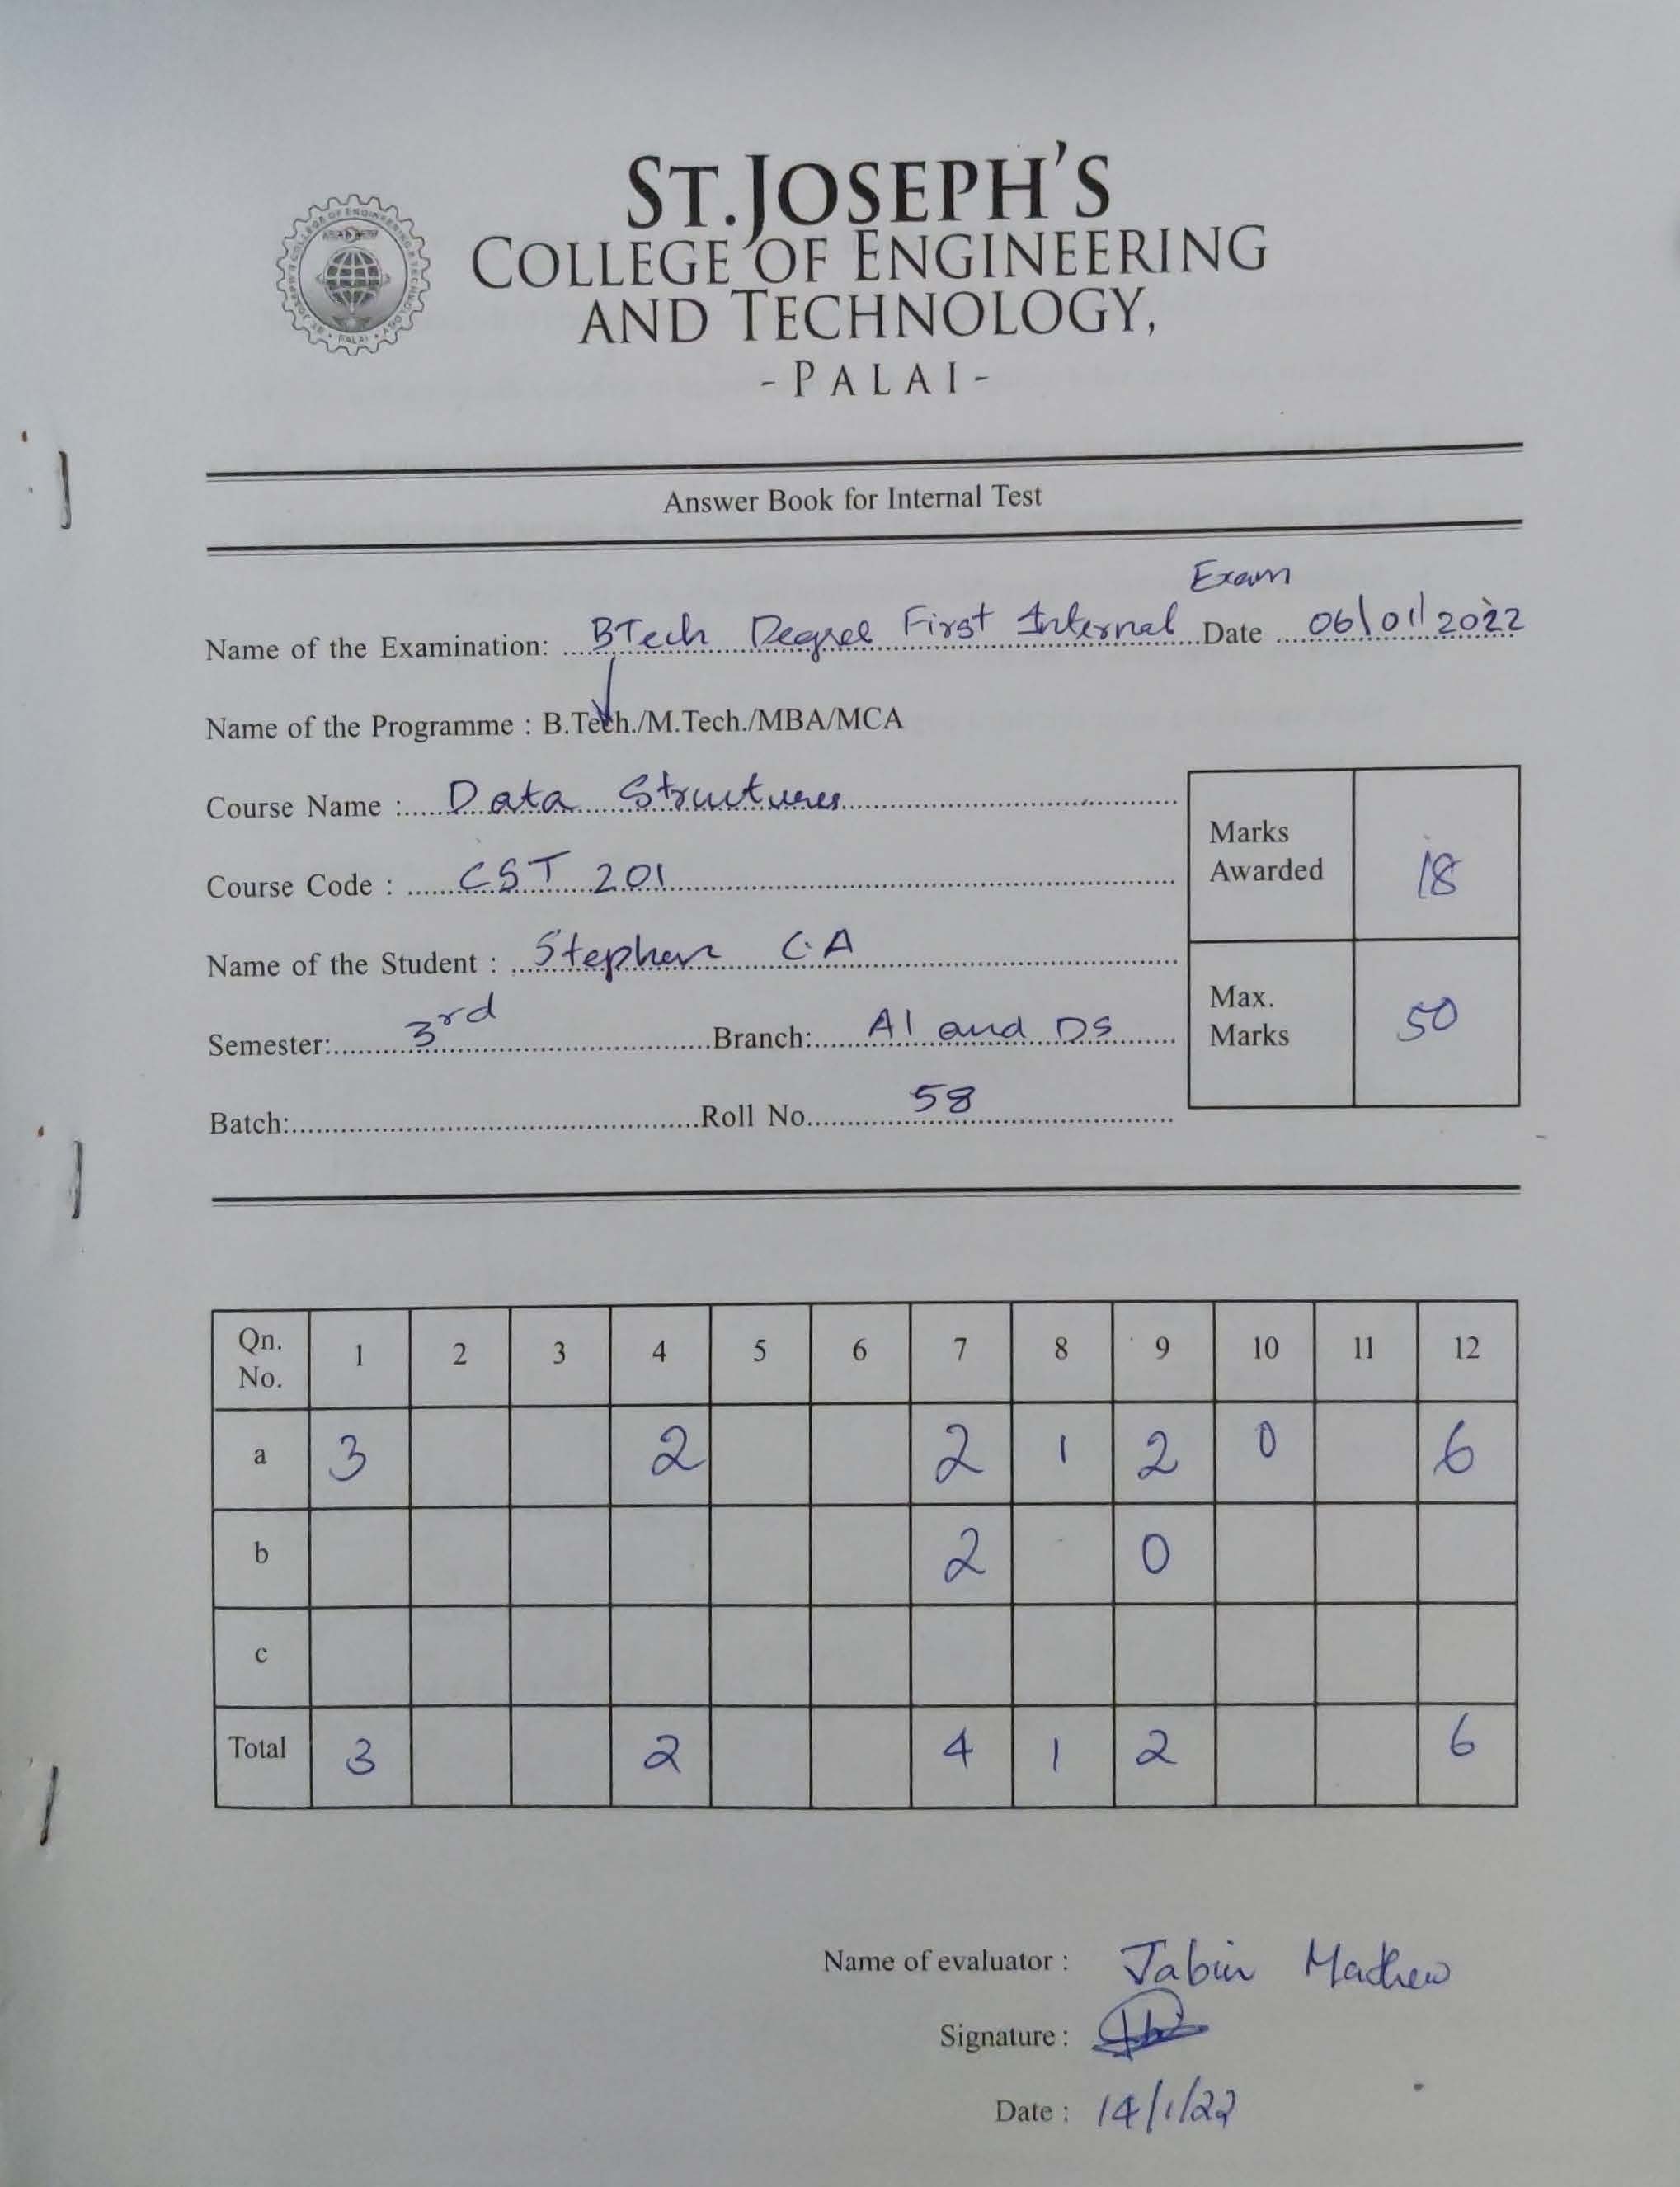 ST.JOSEPH'S
COLLEGE OF ENGINEERING
AND TECHNOLOGY,
- PALAI -
Answer Book for Internal Test
Exam
Name of the Examination: BTech Degree First Internal Date 06/01/2022
Name of the Programme : B.Tech./M.Tech./MBA/MCA
Course Name : Data Structures
Marks Awarded 18
Course Code : CST 201
Name of the Student : Stephen C.A
Max. Marks 50
Semester: 3rd Branch: AI and DS
Batch: Roll No. 58
Qn. No. 1 2 3 4 5 6 7 8 9 10 11 12
a 3 2 2 1 2 0 6
b 2 0
c
Total 3 2 4 1 2 6
Name of evaluator : Jabin Mathew
Signature :
Date : 14/1/22